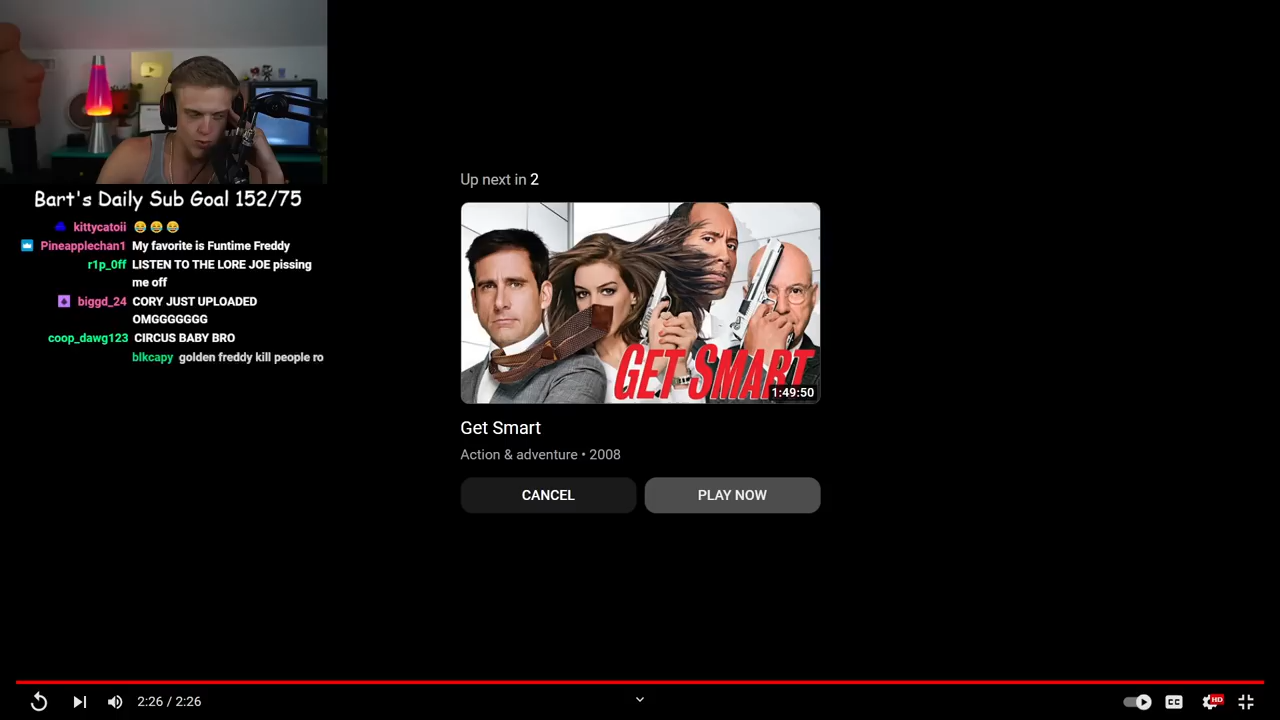 Bart's Daily Sub Goal 152/75
kittycatoii 😂 😂 😂
Pineapplechan1 My favorite is Funtime Freddy
r1p_0ff LISTEN TO THE LORE JOE pissing
me off
biggd_24 CORY JUST UPLOADED
OMGGGGGGG
coop_dawg123 CIRCUS BABY BRO
blkcapy golden freddy kill people ro
Up next in 2
GET SMART
1:49:50
Get Smart
Action & adventure • 2008
CANCEL
PLAY NOW
2:26 / 2:26
CC
HD